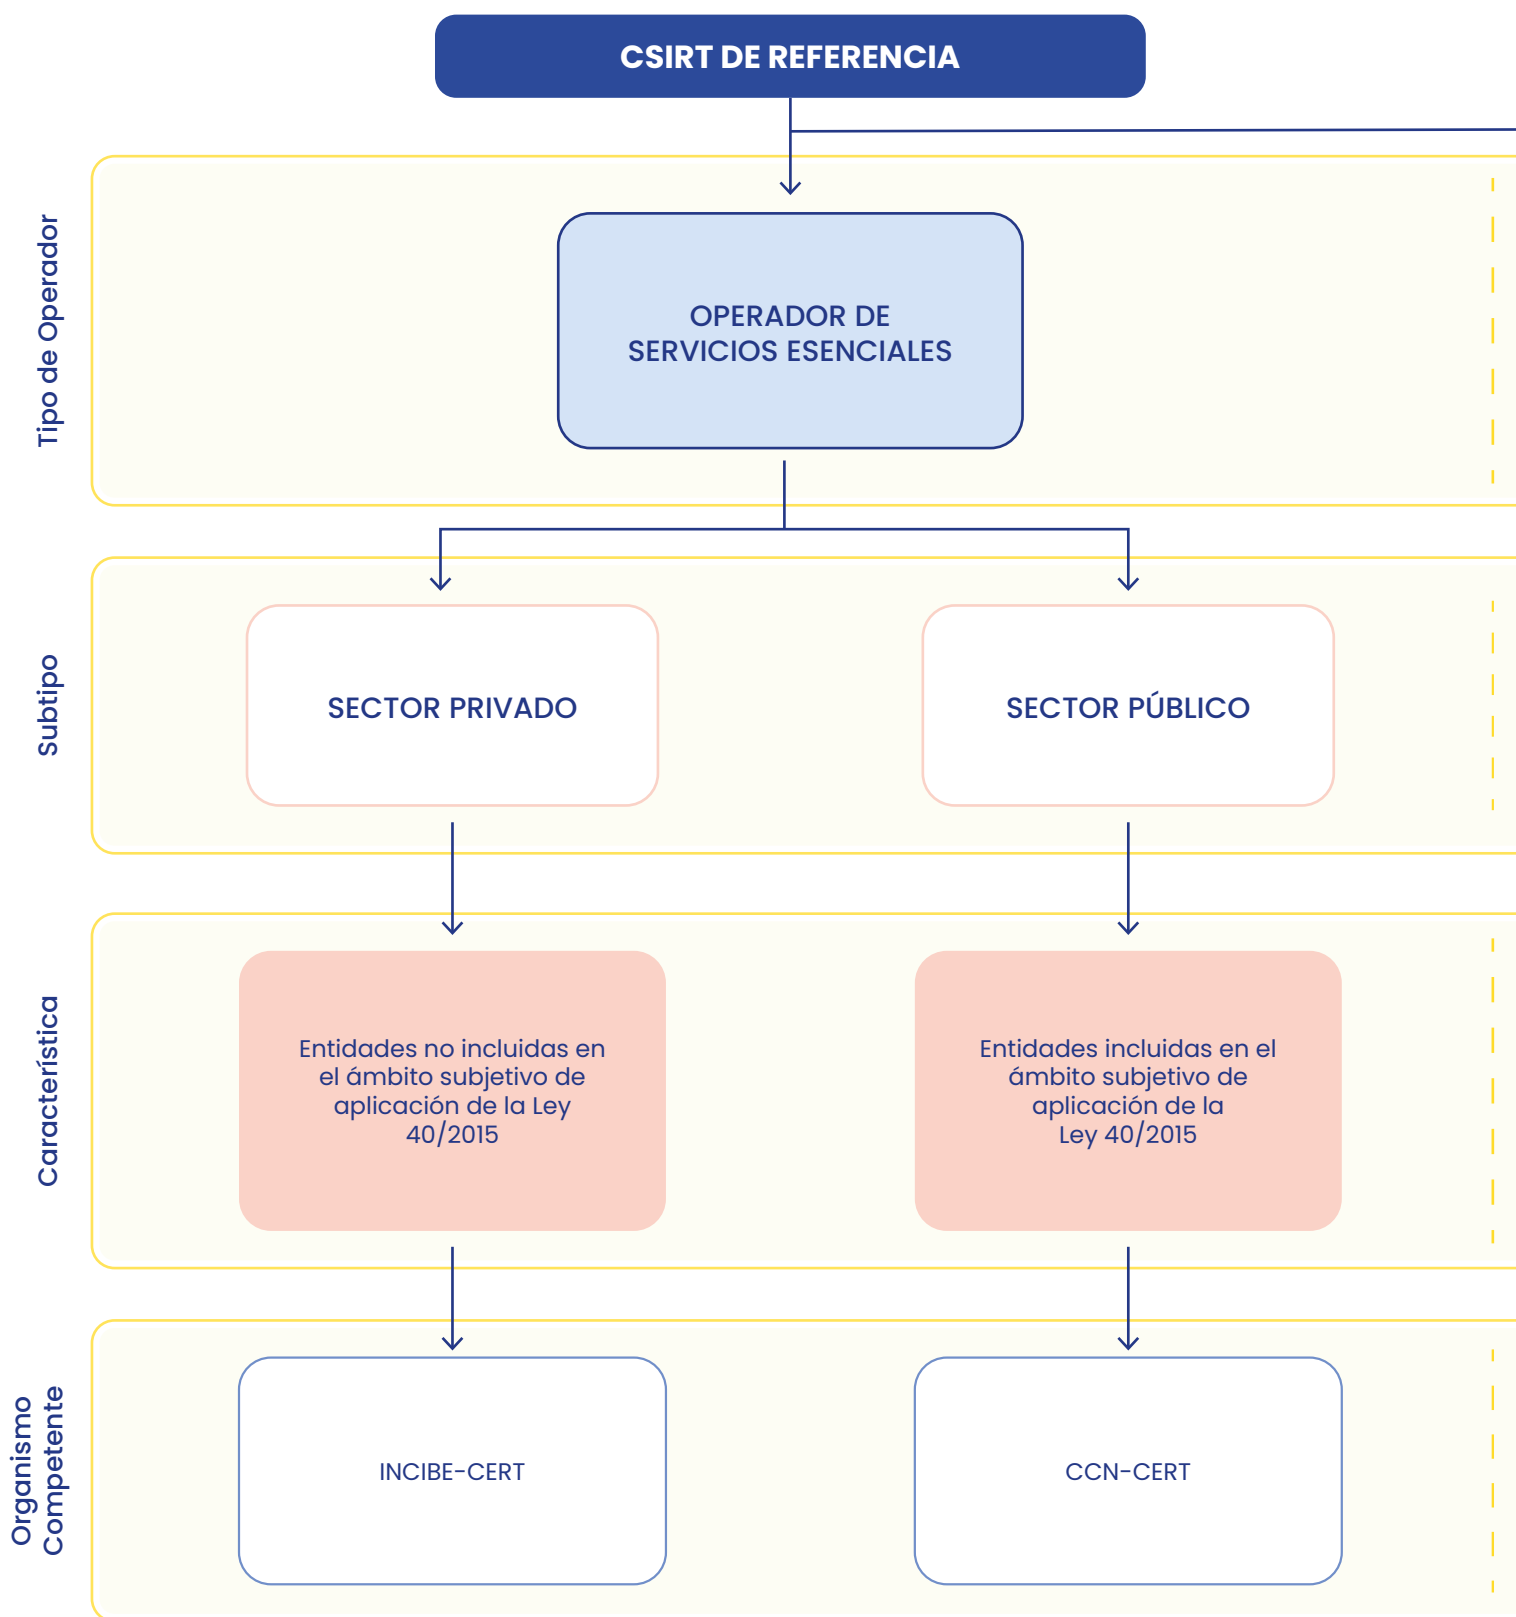 CSIRT DE REFERENCIA
Tipo de Operador
OPERADOR DE
SERVICIOS ESENCIALES
Subtipo
SECTOR PRIVADO
SECTOR PÚBLICO
Característica
Entidades no incluidas en
el ámbito subjetivo de
aplicación de la Ley
40/2015
Entidades incluidas en el
ámbito subjetivo de
aplicación de la
Ley 40/2015
Organismo
Competente
INCIBE-CERT
CCN-CERT